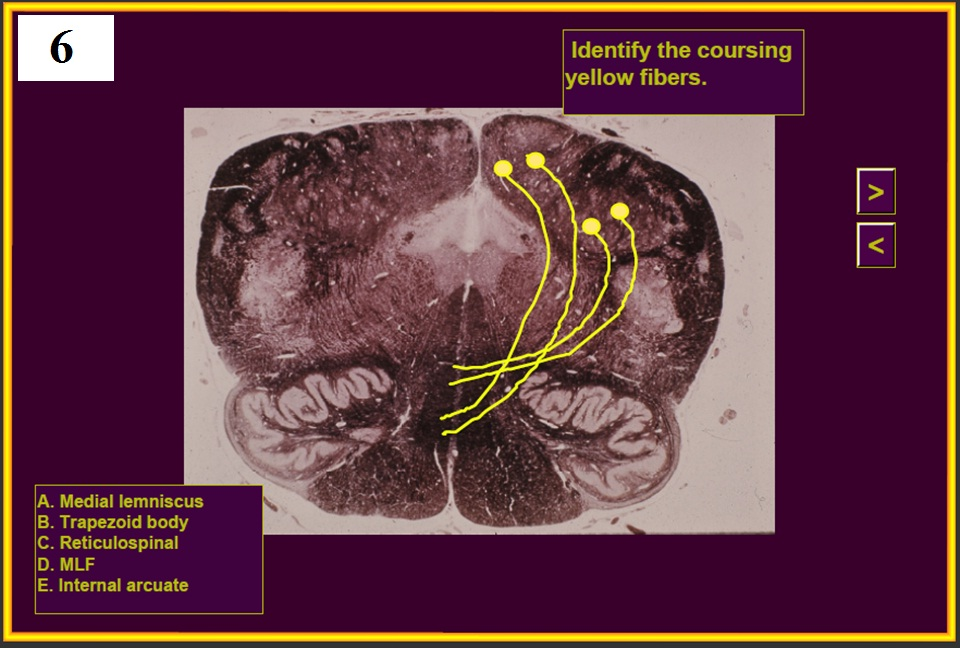 6
Identify the coursing
yellow fibers.
>
<
A. Medial lemniscus
B. Trapezoid body
C. Reticulospinal
D. MLF
E. Internal arcuate